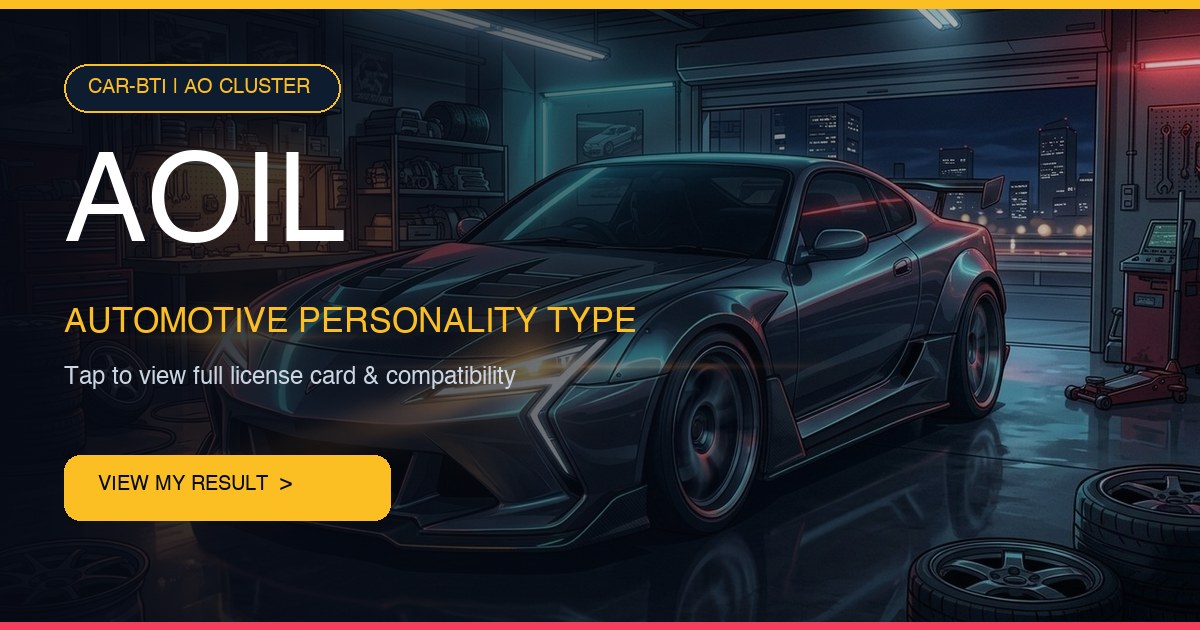 CAR-BTI | AO CLUSTER
AOIL
AUTOMOTIVE PERSONALITY TYPE
Tap to view full license card & compatibility
VIEW MY RESULT >